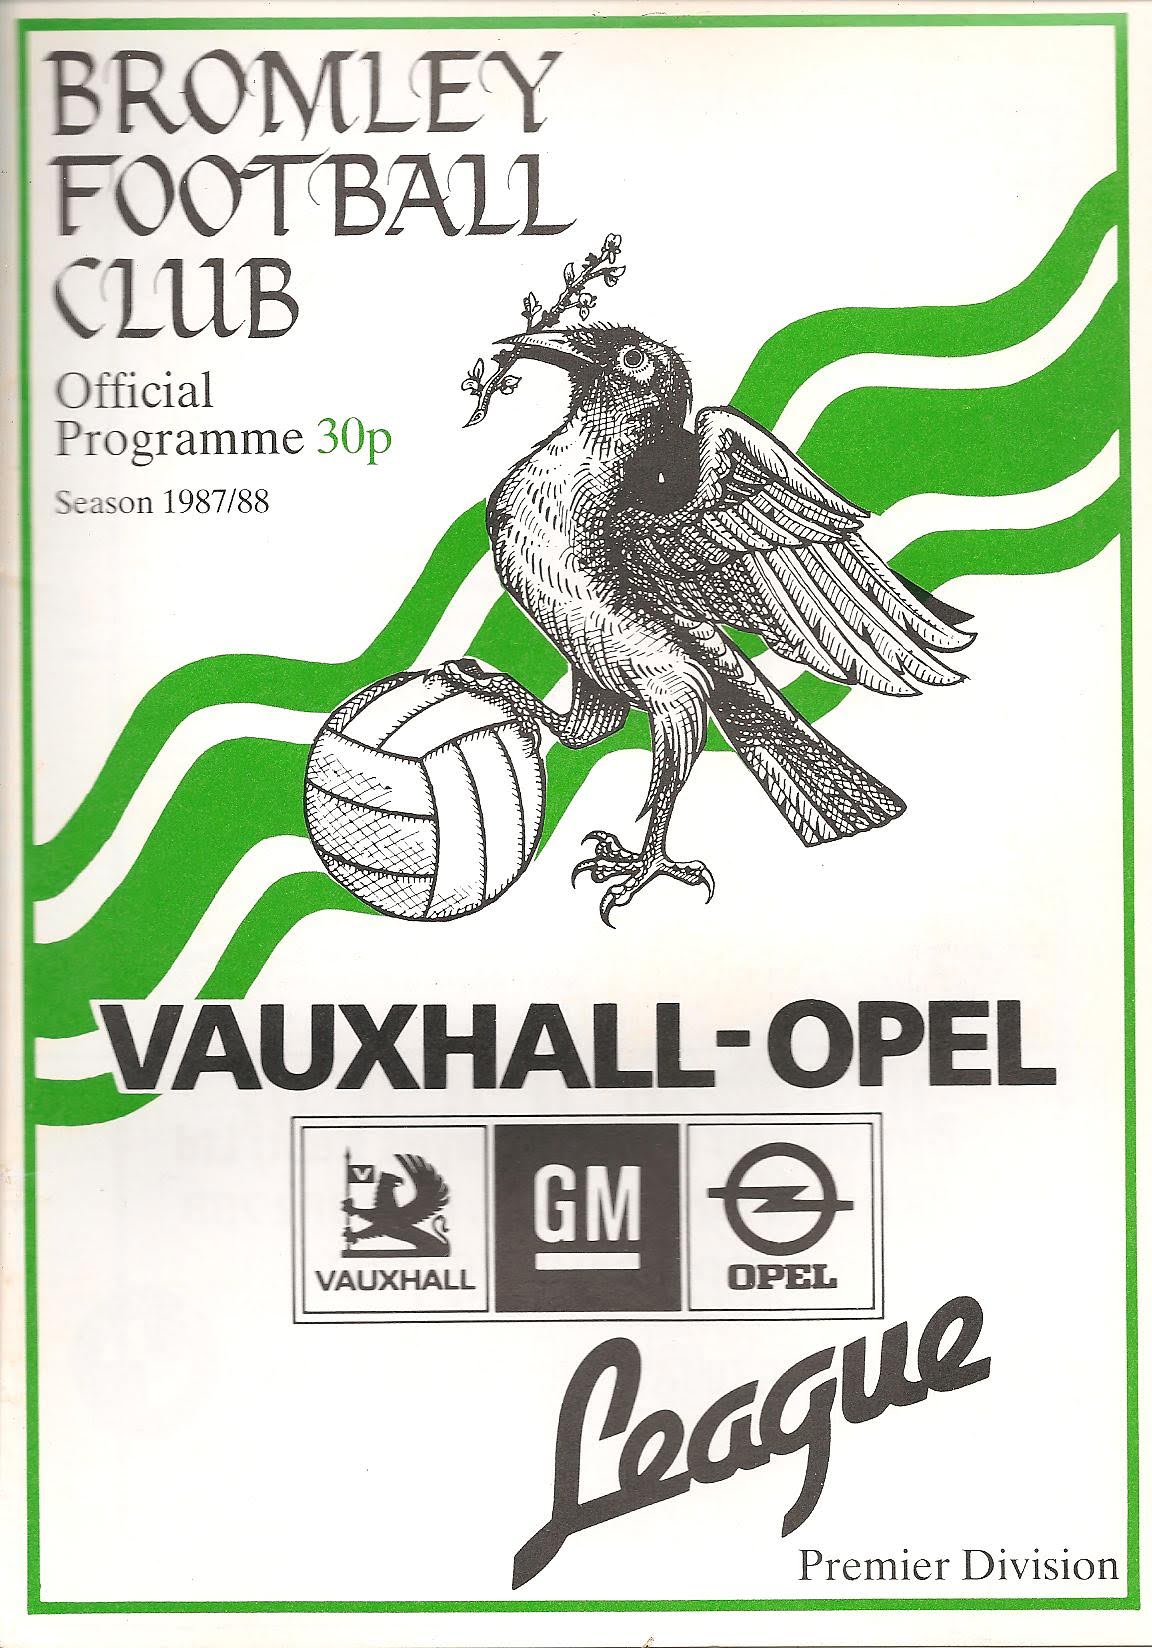 BROMLEY
FOOTBALL
CLUB
Official
Programme 30p
Season 1987/88
VAUXHALL-OPEL
V
VAUXHALL
GM
OPEL
League
Premier Division